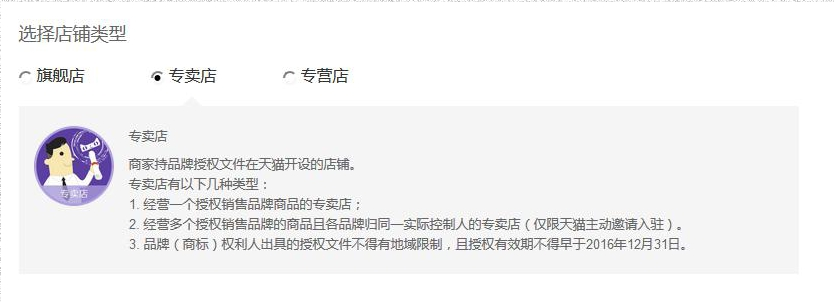 选择店铺类型
旗舰店 专卖店 专营店
专卖店
商家持品牌授权文件在天猫开设的店铺。
专卖店有以下几种类型：
1. 经营一个授权销售品牌商品的专卖店；
2. 经营多个授权销售品牌的商品且各品牌归同一实际控制人的专卖店（仅限天猫主动邀请入驻）。
3. 品牌（商标）权利人出具的授权文件不得有地域限制，且授权有效期不得早于2016年12月31日。
专卖店